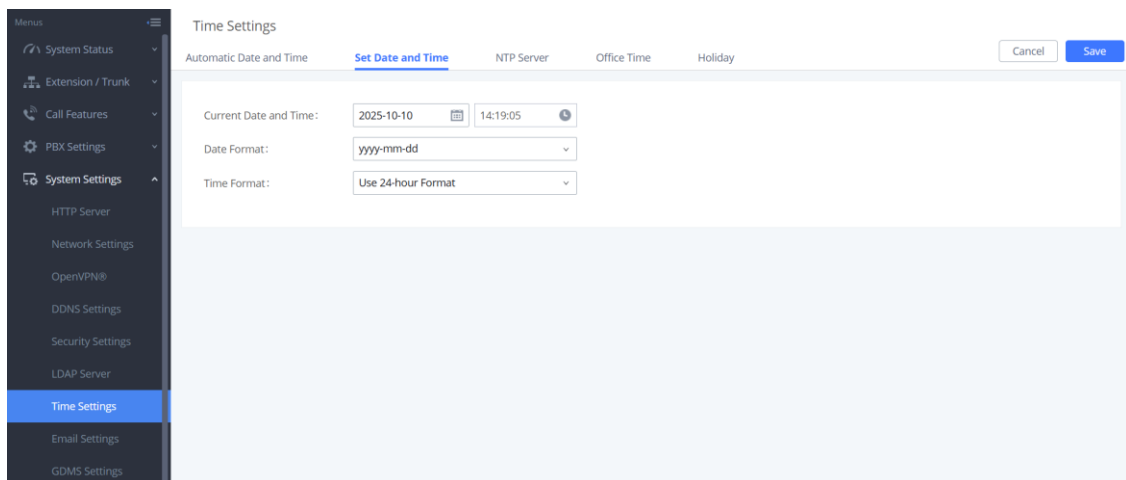 Menus
System Status
Extension / Trunk
Call Features
PBX Settings
System Settings
HTTP Server
Network Settings
OpenVPN®
DDNS Settings
Security Settings
LDAP Server
Time Settings
Email Settings
GDMS Settings
Time Settings
Automatic Date and Time Set Date and Time NTP Server Office Time Holiday
Cancel Save
Current Date and Time: 2025-10-10 14:19:05
Date Format: yyyy-mm-dd
Time Format: Use 24-hour Format